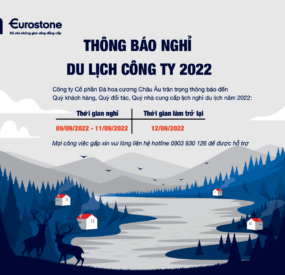 Eurostone
Đá cho không gian sống đẳng cấp
THÔNG BÁO NGHỈ
DU LỊCH CÔNG TY 2022
Công ty Cổ phần Đá hoa cương Châu Âu trân trọng thông báo đến
Quý khách hàng, Quý đối tác, Quý nhà cung cấp lịch nghỉ du lịch năm 2022:
Thời gian nghỉ Thời gian làm trở lại
09/09/2022 - 11/09/2022 12/09/2022
Mọi công việc gấp xin vui lòng liên hệ hotline 0903 930 126 để được hỗ trợ